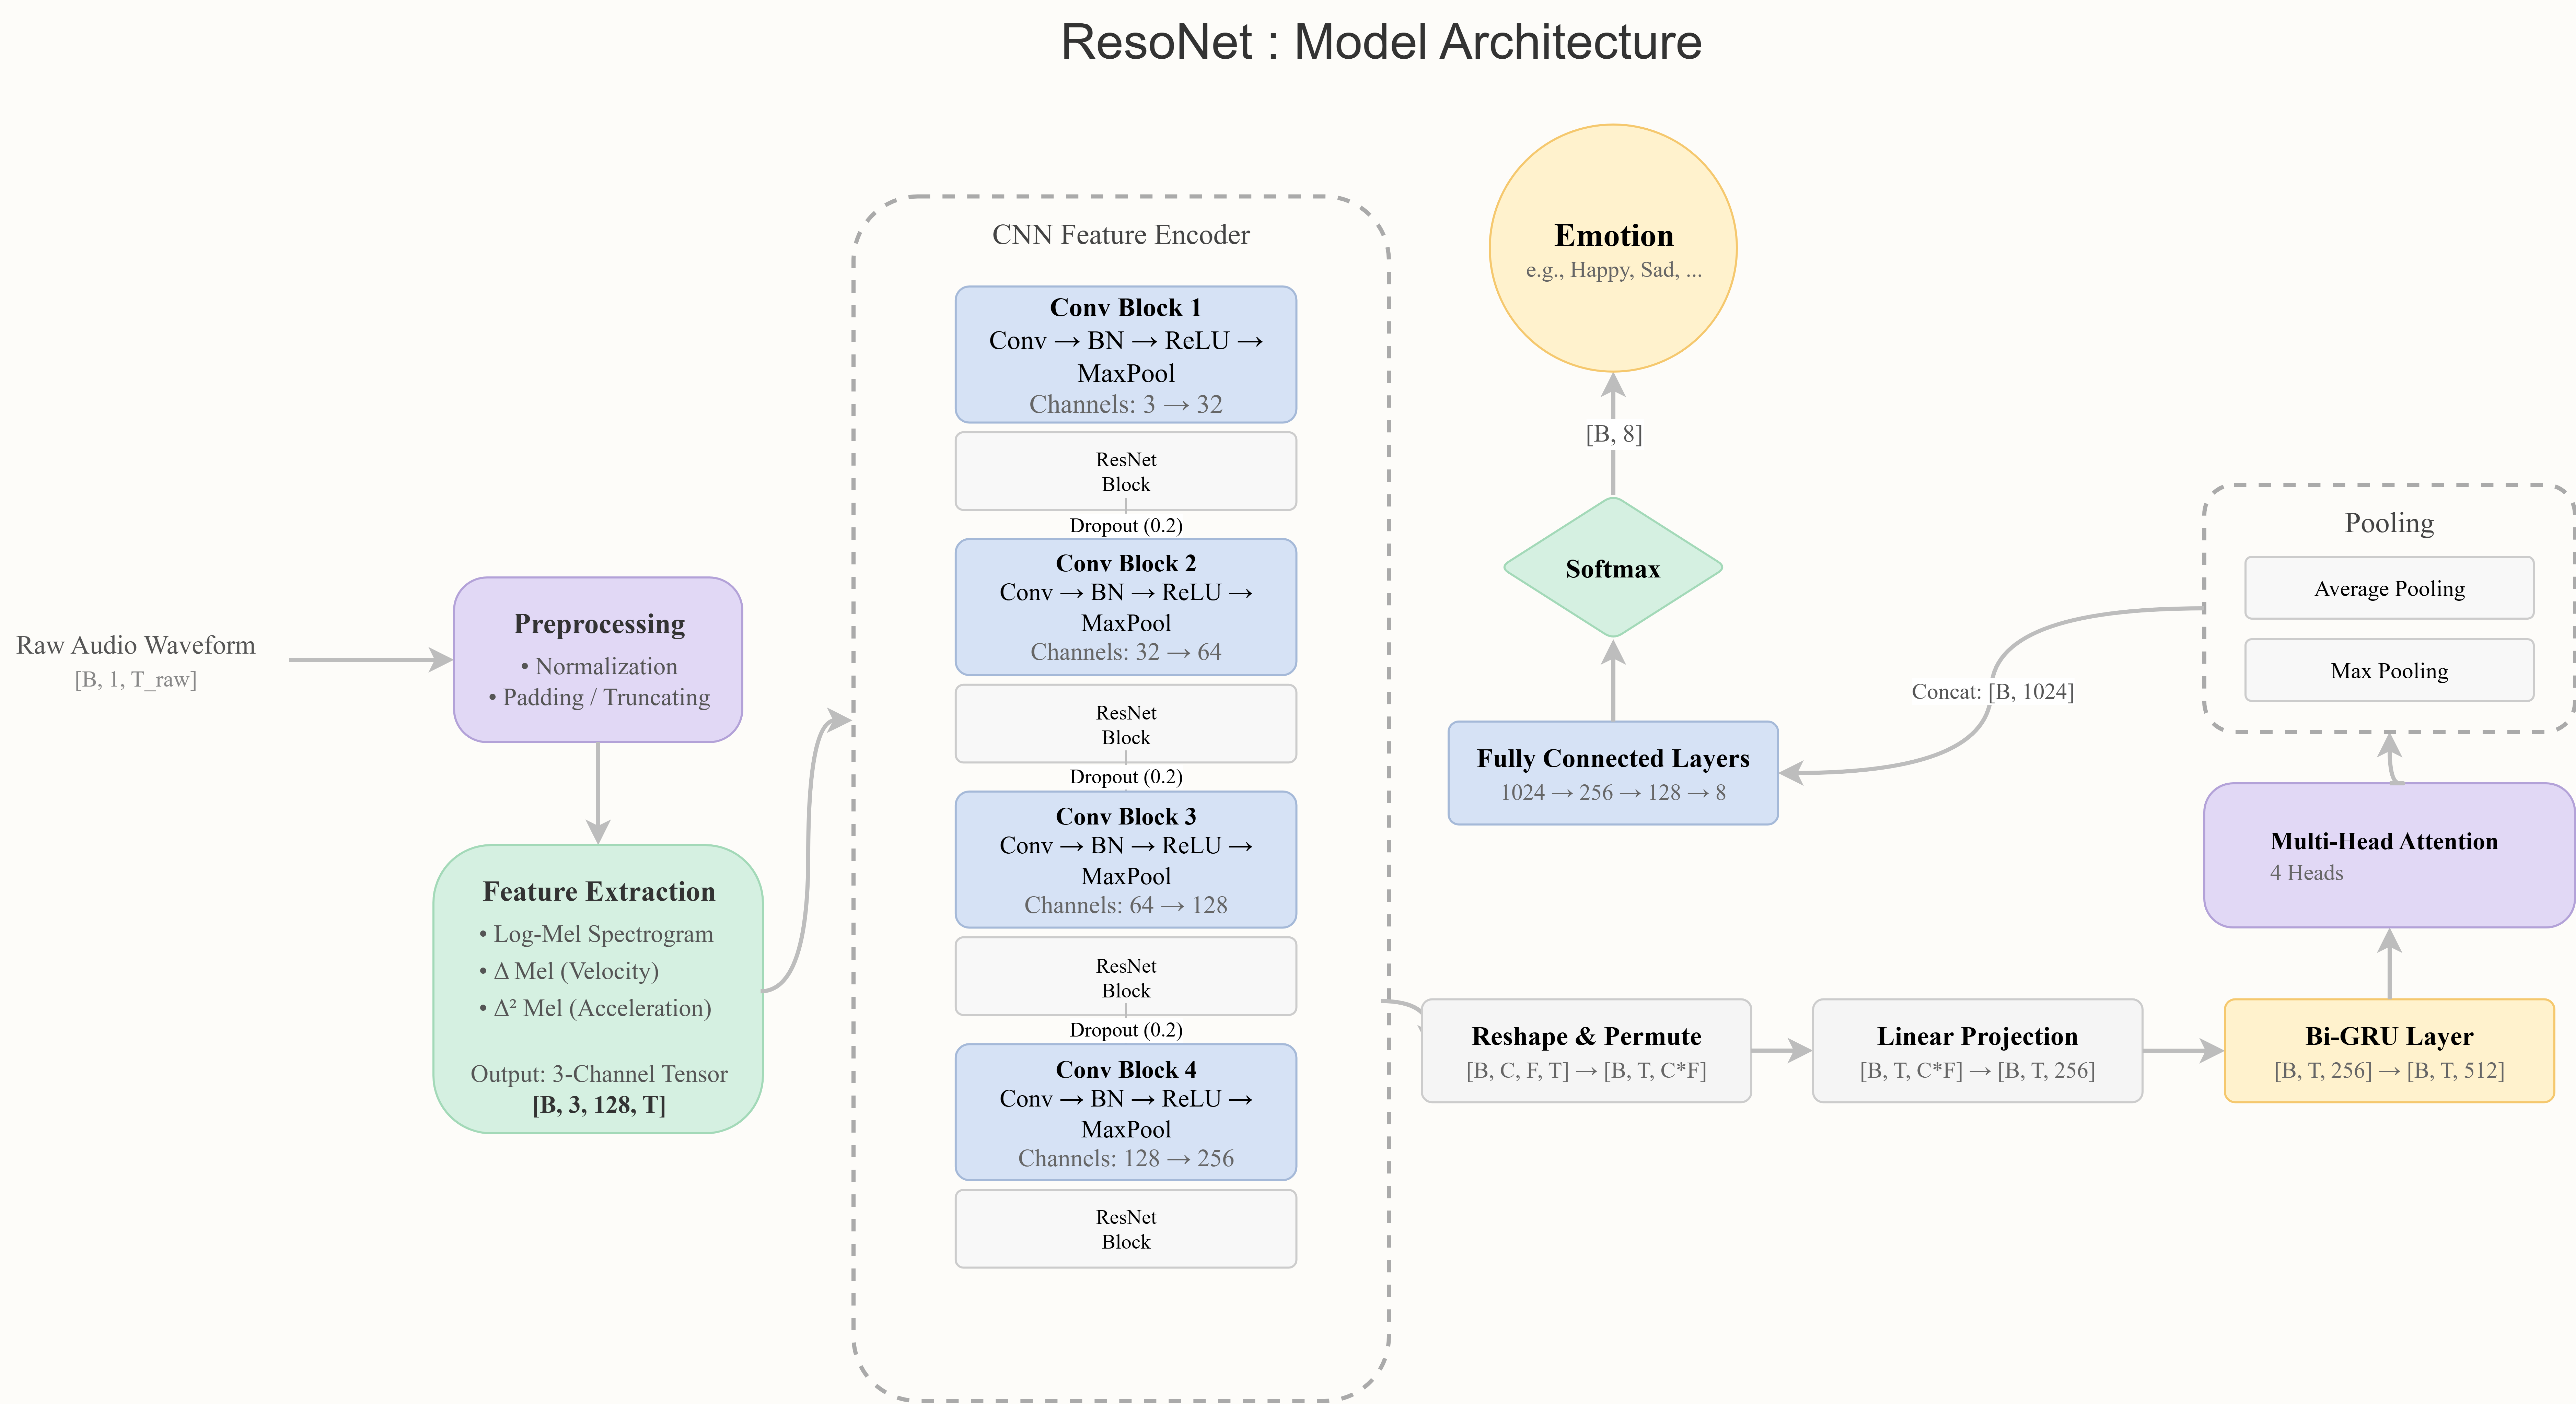 ResoNet : Model Architecture
Raw Audio Waveform
[B, 1, T_raw]
Preprocessing
• Normalization
• Padding / Truncating
Feature Extraction
• Log-Mel Spectrogram
• Δ Mel (Velocity)
• Δ² Mel (Acceleration)
Output: 3-Channel Tensor
[B, 3, 128, T]
CNN Feature Encoder
Conv Block 1
Conv → BN → ReLU →
MaxPool
Channels: 3 → 32
ResNet
Block
Dropout (0.2)
Conv Block 2
Conv → BN → ReLU →
MaxPool
Channels: 32 → 64
ResNet
Block
Dropout (0.2)
Conv Block 3
Conv → BN → ReLU →
MaxPool
Channels: 64 → 128
ResNet
Block
Dropout (0.2)
Conv Block 4
Conv → BN → ReLU →
MaxPool
Channels: 128 → 256
ResNet
Block
Reshape & Permute
[B, C, F, T] → [B, T, C*F]
Linear Projection
[B, T, C*F] → [B, T, 256]
Bi-GRU Layer
[B, T, 256] → [B, T, 512]
Multi-Head Attention
4 Heads
Pooling
Average Pooling
Max Pooling
Concat: [B, 1024]
Fully Connected Layers
1024 → 256 → 128 → 8
Softmax
[B, 8]
Emotion
e.g., Happy, Sad, ...